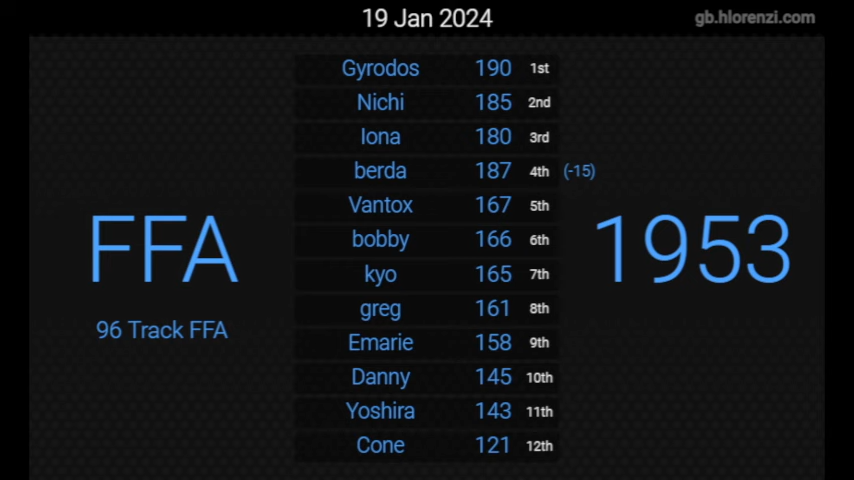 19 Jan 2024
gb.hlorenzi.com
Gyrodos 190 1st
Nichi 185 2nd
Iona 180 3rd
berda 187 4th (-15)
Vantox 167 5th
bobby 166 6th
kyo 165 7th
greg 161 8th
Emarie 158 9th
Danny 145 10th
Yoshira 143 11th
Cone 121 12th
FFA
96 Track FFA
1953